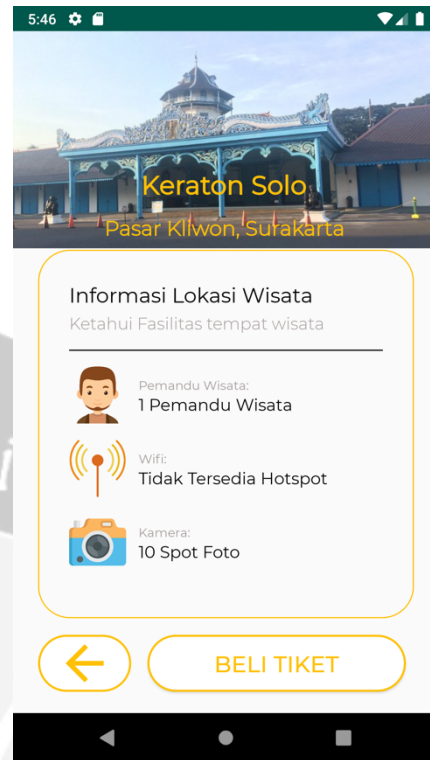 5:46
Keraton Solo
Pasar Kliwon, Surakarta
Informasi Lokasi Wisata
Ketahui Fasilitas tempat wisata
Pemandu Wisata:
1 Pemandu Wisata
Wifi:
Tidak Tersedia Hotspot
Kamera:
10 Spot Foto
BELI TIKET